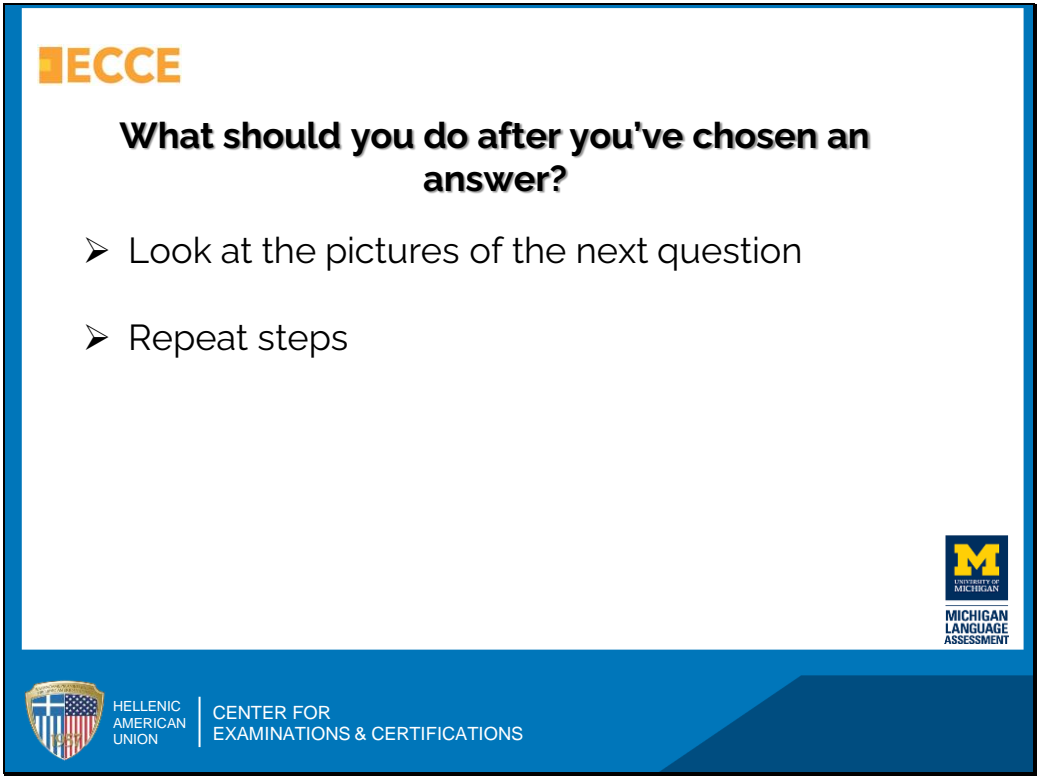 ECCE
What should you do after you’ve chosen an
answer?
➢ Look at the pictures of the next question
➢ Repeat steps
M
UNIVERSITY OF
MICHIGAN
MICHIGAN
LANGUAGE
ASSESSMENT
HELLENIC
AMERICAN
UNION
CENTER FOR
EXAMINATIONS & CERTIFICATIONS
1957